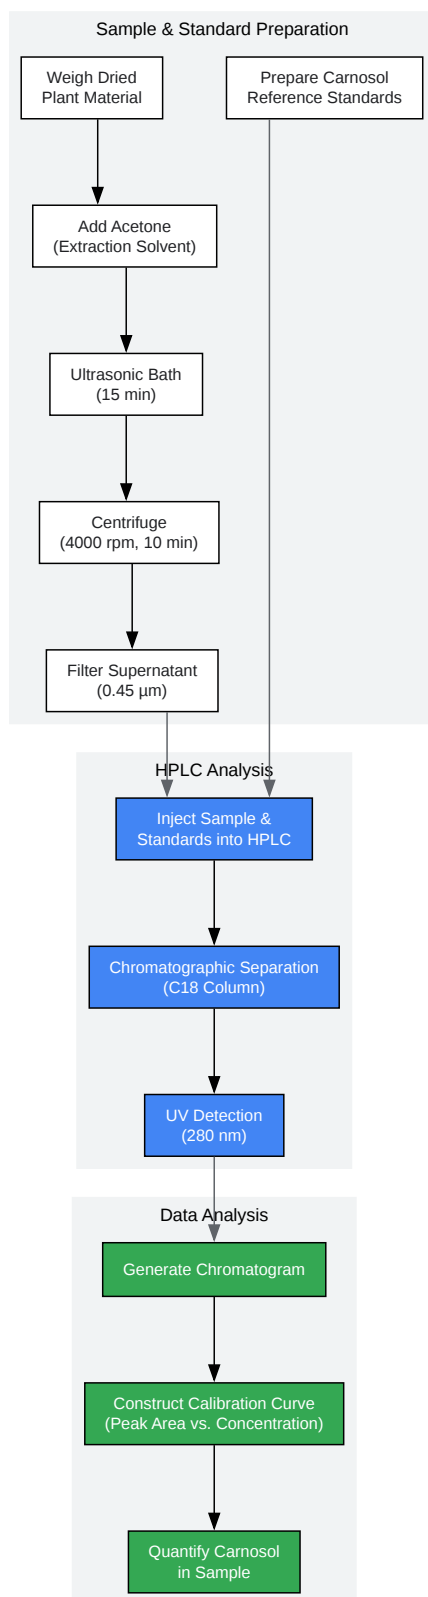 Sample & Standard Preparation
Weigh Dried
Plant Material
Prepare Carnosol
Reference Standards
Add Acetone
(Extraction Solvent)
Ultrasonic Bath
(15 min)
Centrifuge
(4000 rpm, 10 min)
Filter Supernatant
(0.45 µm)
HPLC Analysis
Inject Sample &
Standards into HPLC
Chromatographic Separation
(C18 Column)
UV Detection
(280 nm)
Data Analysis
Generate Chromatogram
Construct Calibration Curve
(Peak Area vs. Concentration)
Quantify Carnosol
in Sample